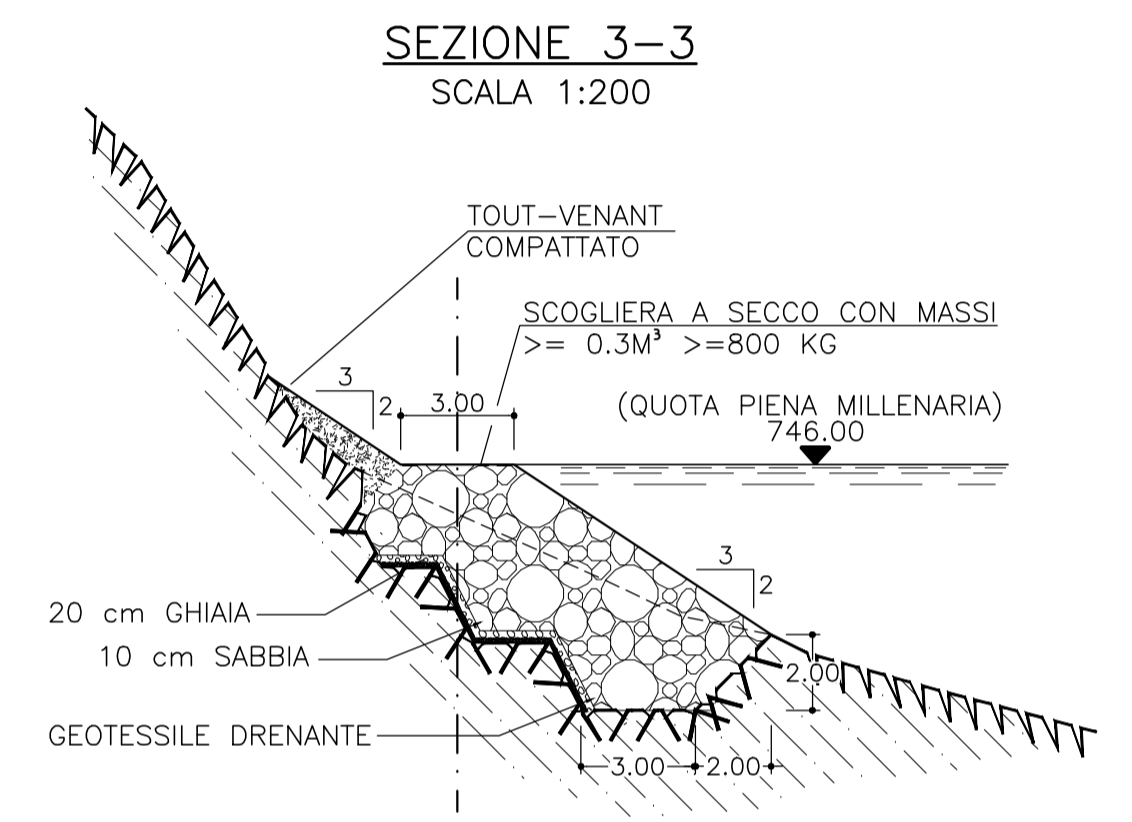 SEZIONE 3-3
SCALA 1:200
TOUT-VENANT
COMPATTATO
SCOGLIERA A SECCO CON MASSI
>= 0.3M³ >=800 KG
3
2
3.00
(QUOTA PIENA MILLENARIA)
746.00
3
2
20 cm GHIAIA
10 cm SABBIA
2.00
GEOTESSILE DRENANTE
3.00
2.00